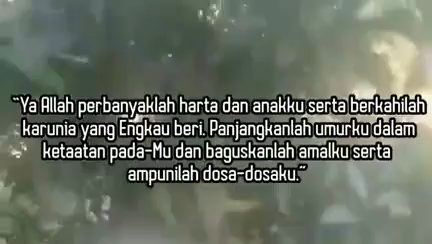 "Ya Allah perbanyaklah harta dan anakku serta berkahilah
karunia yang Engkau beri. Panjangkanlah umurku dalam
ketaatan pada-Mu dan baguskanlah amalku serta
ampunilah dosa-dosaku."